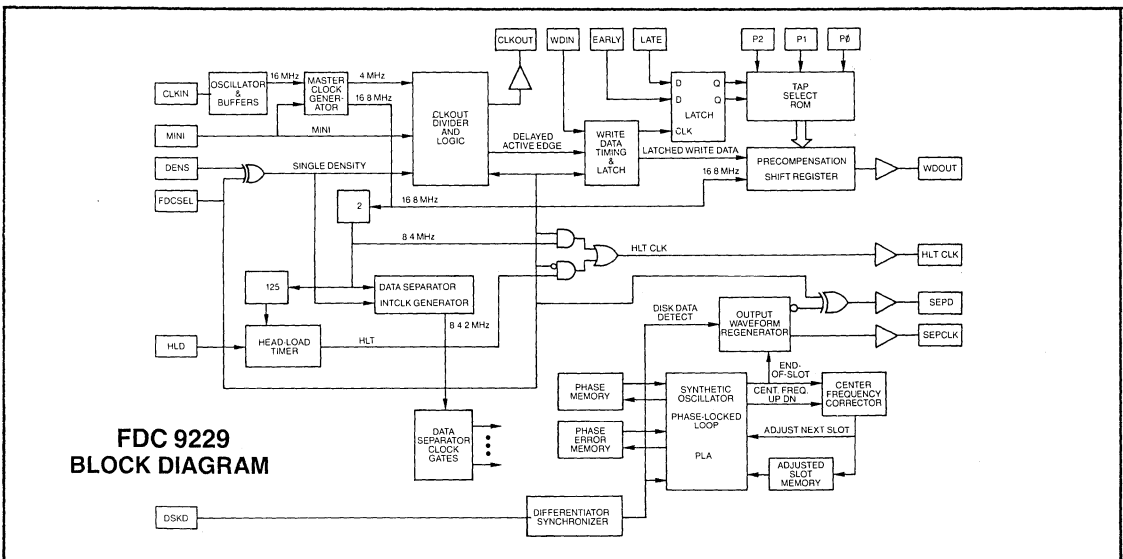 CLKOUT
WDIN
EARLY
LATE
P2
P1
PØ
CLKIN
OSCILLATOR
&
BUFFERS
16 MHz
MASTER
CLOCK
GENER-
ATOR
4 MHz
16 8 MHz
CLKOUT
DIVIDER
AND
LOGIC
D Q
D Q
LATCH
CLK
TAP
SELECT
ROM
MINI
MINI
DELAYED
ACTIVE EDGE
WRITE
DATA
TIMING
&
LATCH
LATCHED WRITE DATA
PRECOMPENSATION
SHIFT REGISTER
WDOUT
DENS
SINGLE DENSITY
FDCSEL
16 8 MHz
16 8 MHz
2
8 4 MHz
HLT CLK
HLT CLK
125
DATA SEPARATOR
INTCLK GENERATOR
8 4 2 MHz
DISK DATA
DETECT
OUTPUT
WAVEFORM
REGENERATOR
SEPD
SEPCLK
HLD
HEAD-LOAD
TIMER
HLT
END-
OF-SLOT
PHASE
MEMORY
SYNTHETIC
OSCILLATOR
PHASE-LOCKED
LOOP
PLA
CENT. FREQ.
UP DN
CENTER
FREQUENCY
CORRECTOR
PHASE
ERROR
MEMORY
ADJUST NEXT SLOT
ADJUSTED
SLOT
MEMORY
DATA
SEPARATOR
CLOCK
GATES
FDC 9229
BLOCK DIAGRAM
DSKD
DIFFERENTIATOR
SYNCHRONIZER